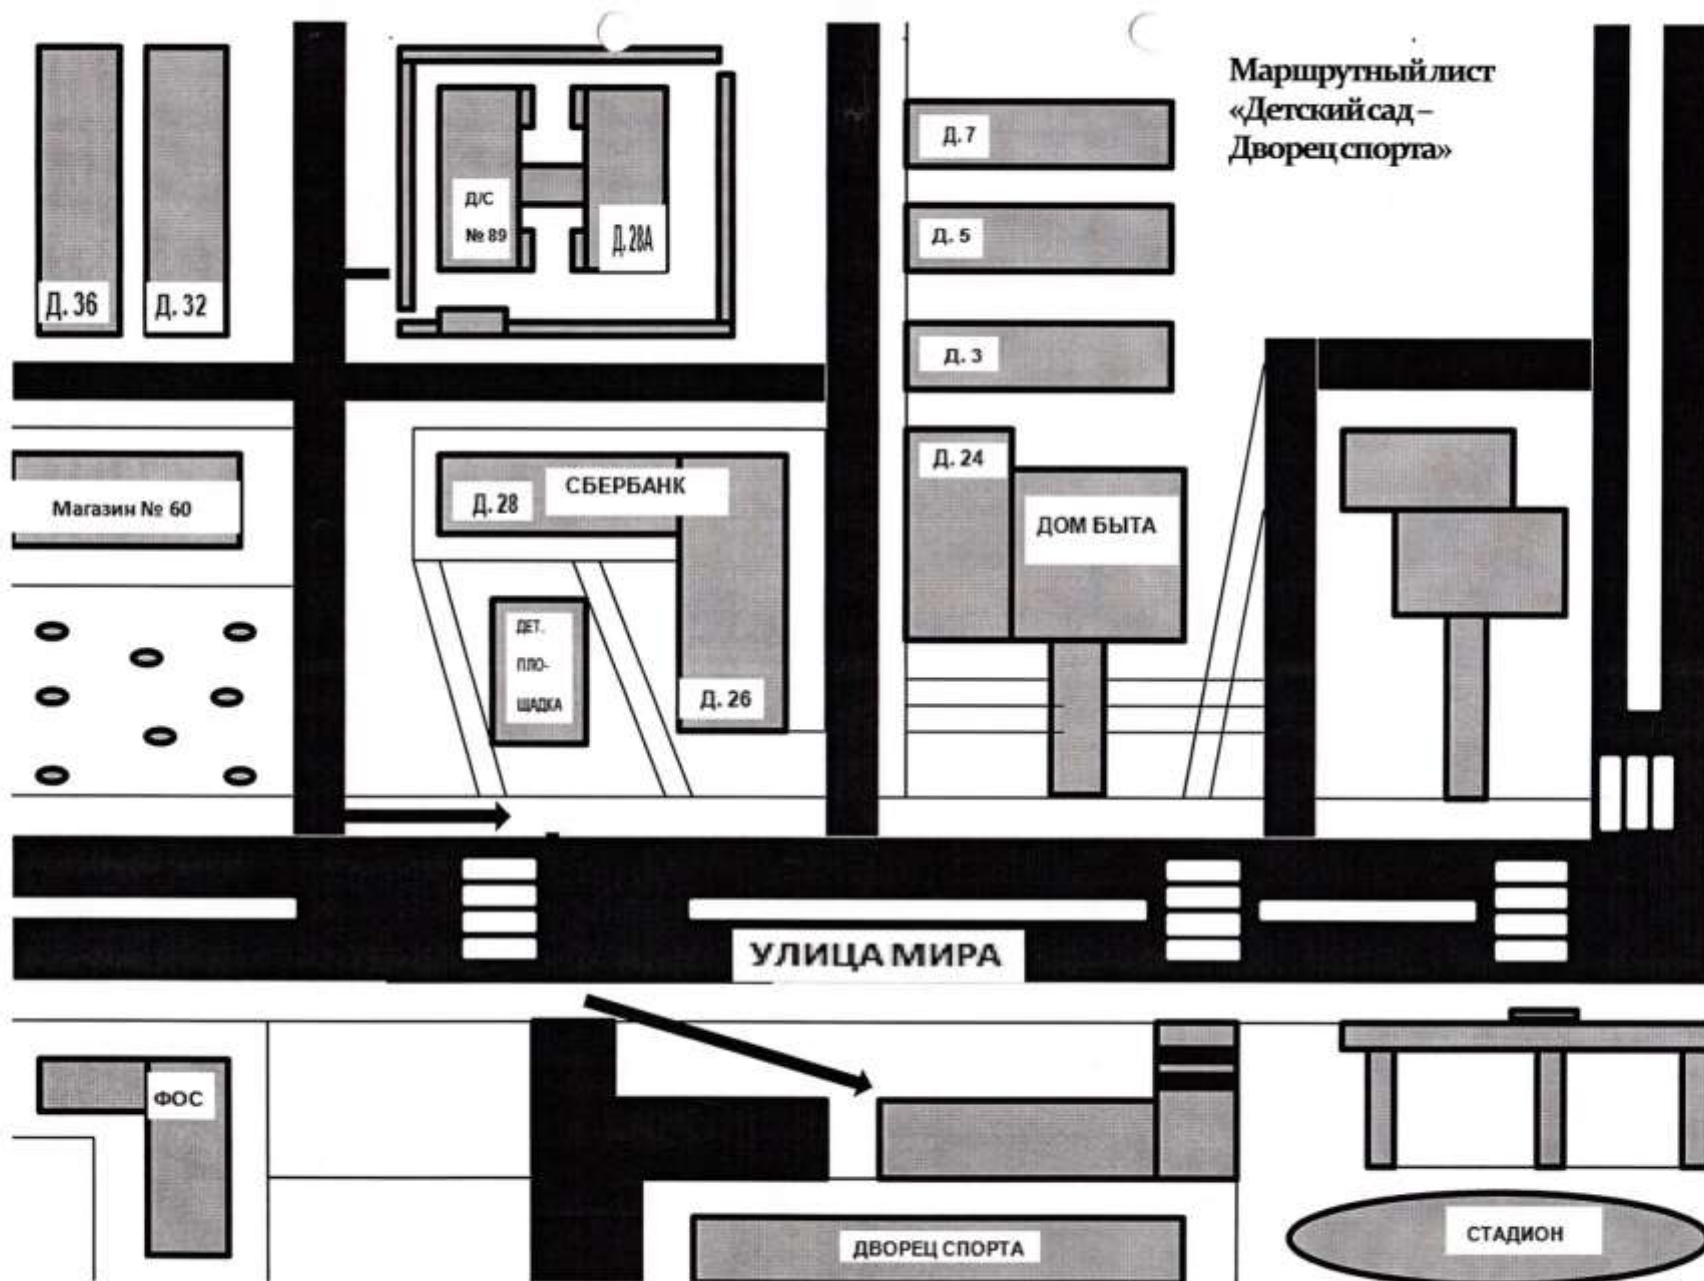 Маршрутный лист
«Детский сад –
Дворец спорта»
Д. 7
Д/С
№ 89
Д. 28А
Д. 5
Д. 36
Д. 32
Д. 3
Д. 24
СБЕРБАНК
Д. 28
Магазин № 60
ДОМ БЫТА
ДЕТ.
ПЛО-
ЩАДКА
Д. 26
УЛИЦА МИРА
ФОС
СТАДИОН
ДВОРЕЦ СПОРТА